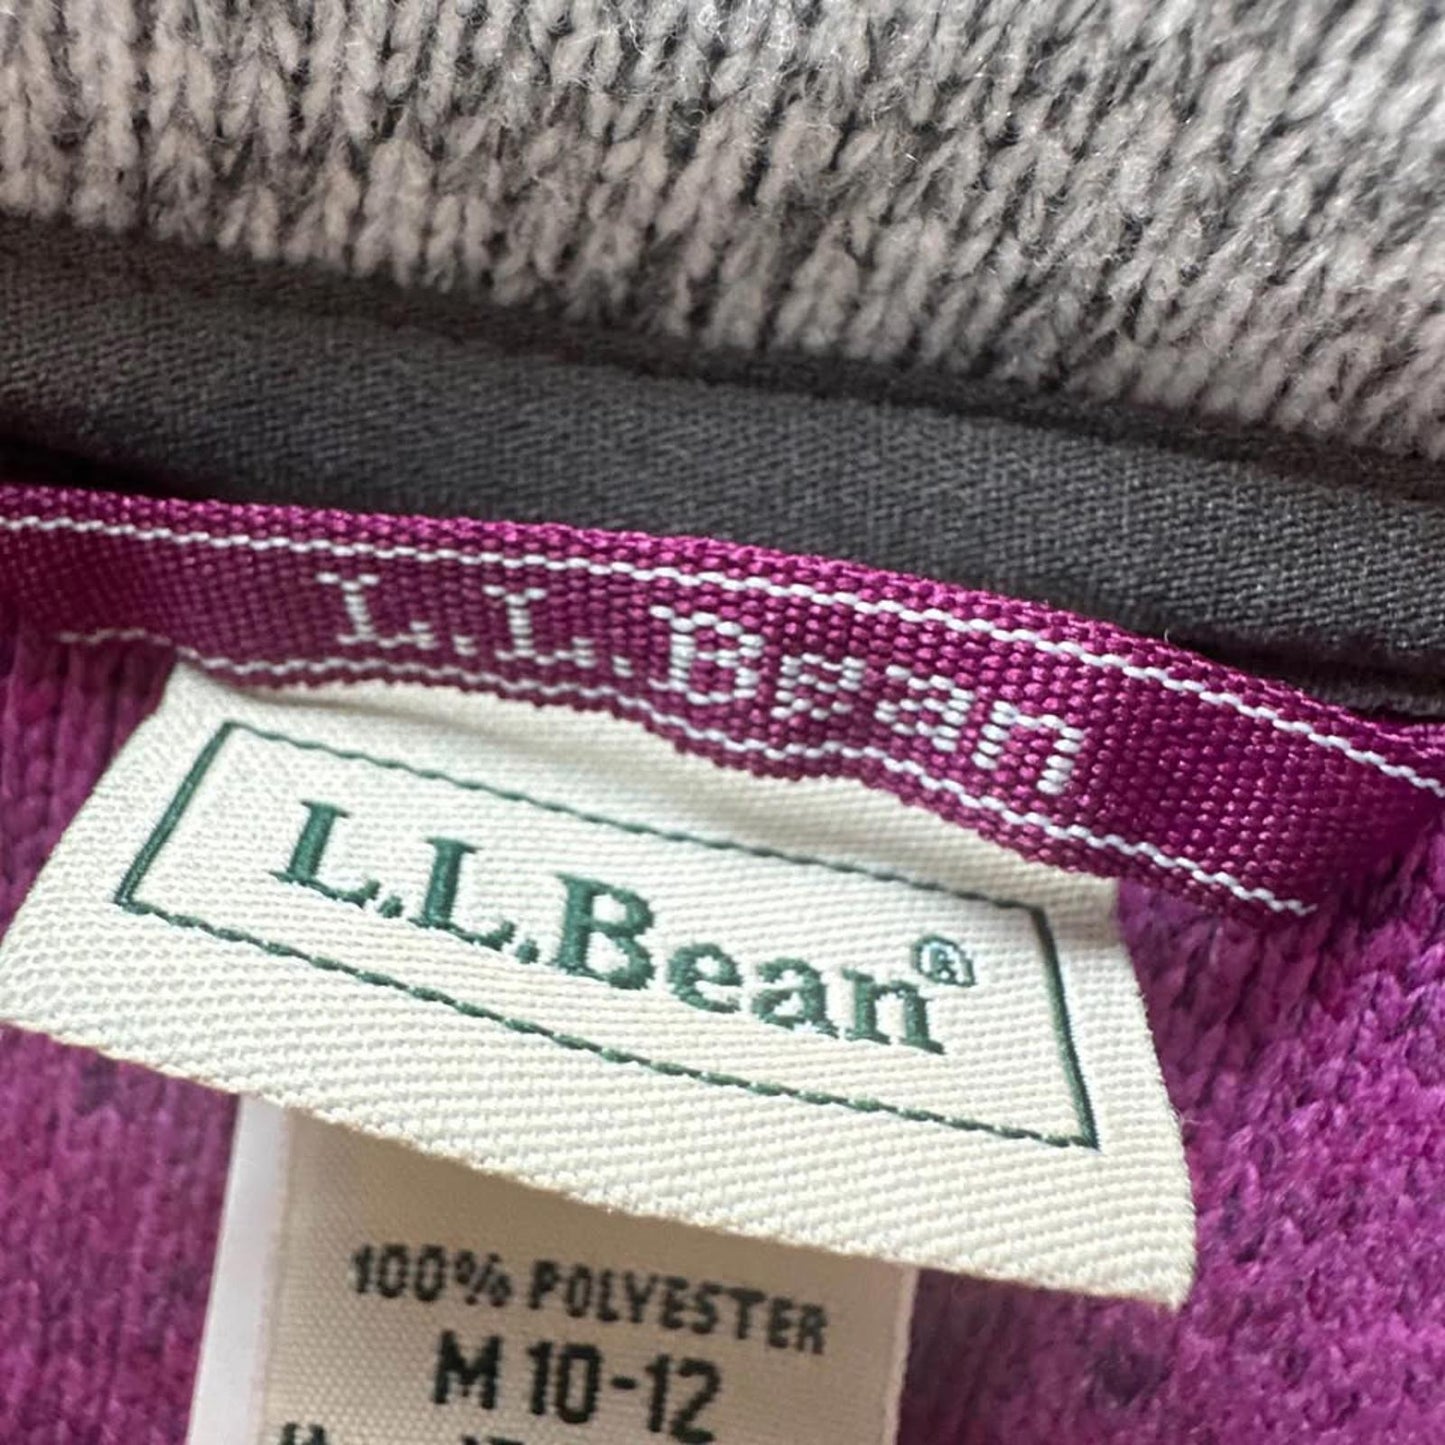 L.L.Bean
L.L.Bean®
100% POLYESTER
M 10-12